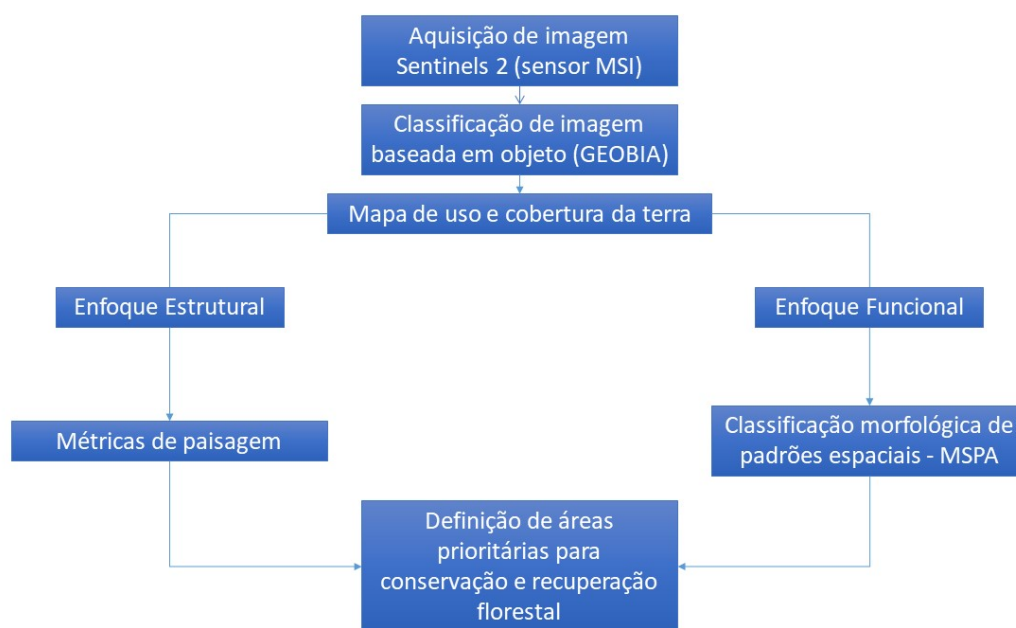 Aquisição de imagem
Sentinels 2 (sensor MSI)
Classificação de imagem
baseada em objeto (GEOBIA)
Mapa de uso e cobertura da terra
Enfoque Estrutural
Enfoque Funcional
Métricas de paisagem
Classificação morfológica de
padrões espaciais - MSPA
Definição de áreas
prioritárias para
conservação e recuperação
florestal